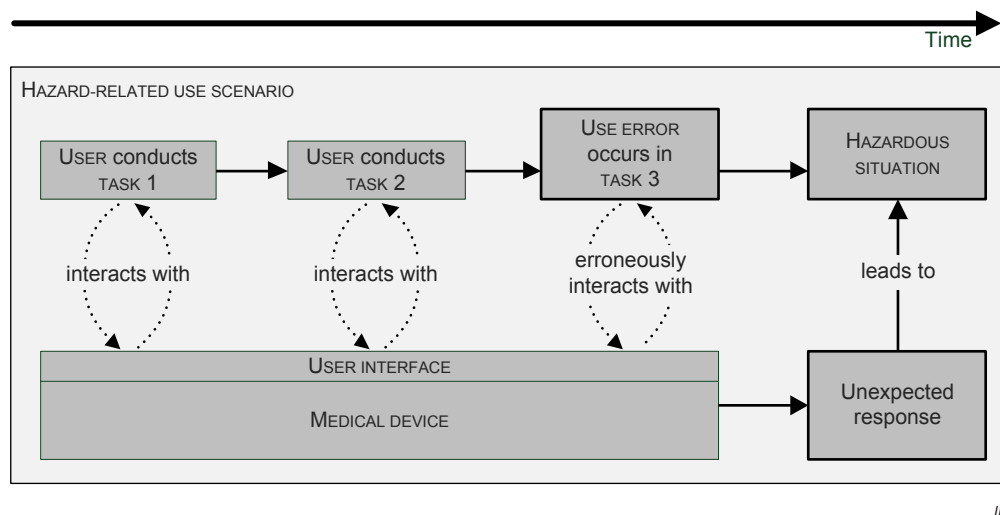 Time
HAZARD-RELATED USE SCENARIO
USER conducts
TASK 1
USER conducts
TASK 2
USE ERROR
occurs in
TASK 3
HAZARDOUS
SITUATION
interacts with
interacts with
erroneously
interacts with
leads to
USER INTERFACE
MEDICAL DEVICE
Unexpected
response